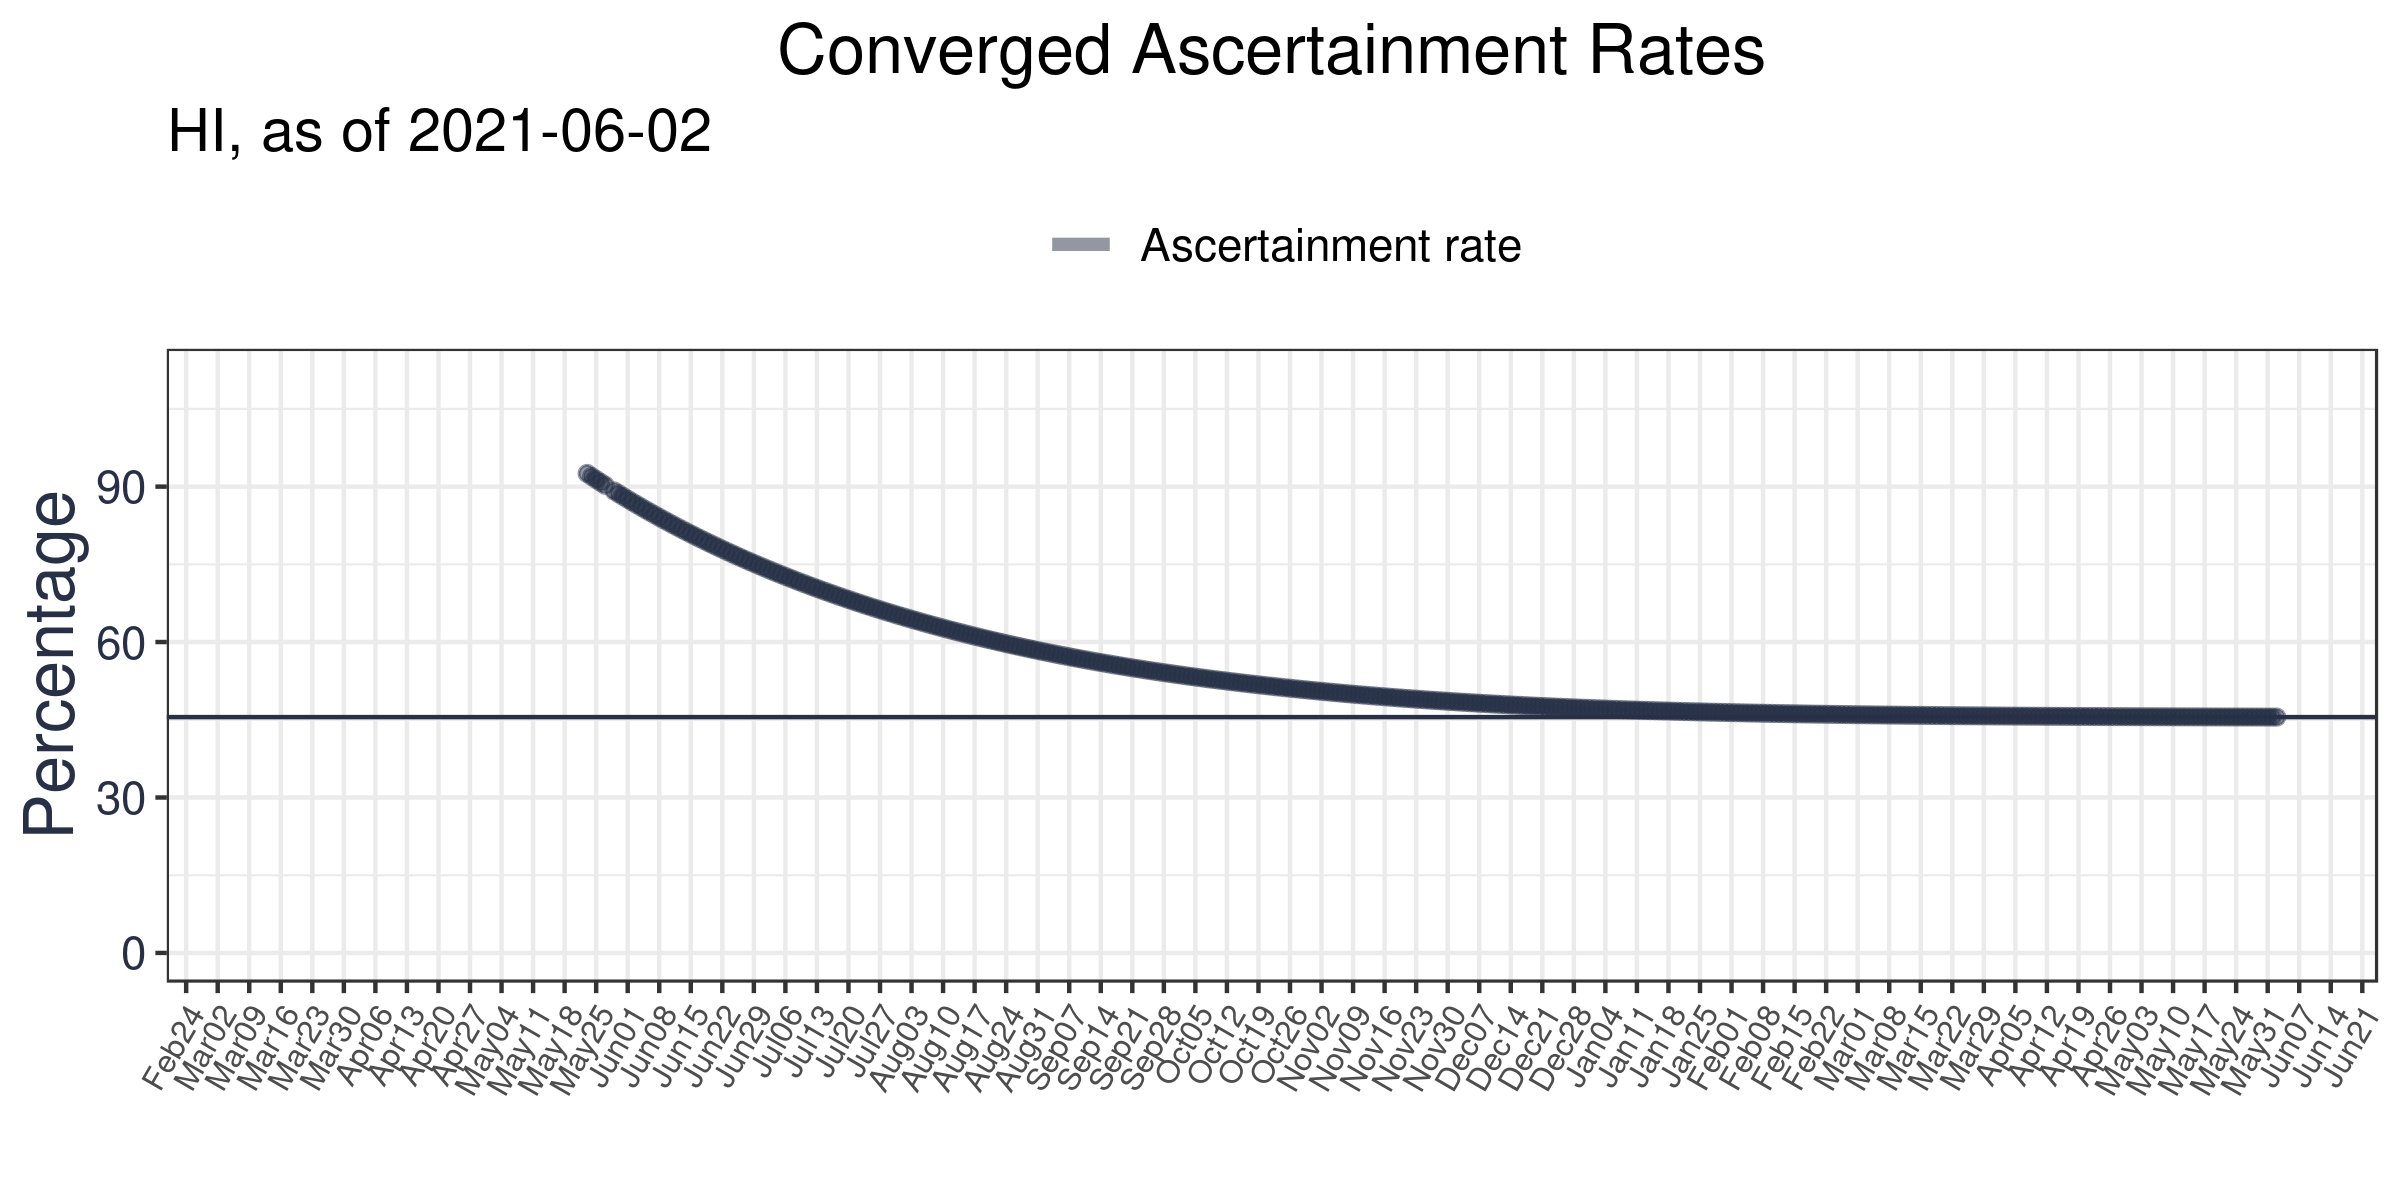 Converged Ascertainment Rates
HI, as of 2021-06-02
Ascertainment rate
Percentage
90
60
30
0
Feb24 Mar02 Mar09 Mar16 Mar23 Mar30 Apr06 Apr13 Apr20 Apr27 May04 May11 May18 May25 Jun01 Jun08 Jun15 Jun22 Jun29 Jul06 Jul13 Jul20 Jul27 Aug03 Aug10 Aug17 Aug24 Aug31 Sep07 Sep14 Sep21 Sep28 Oct05 Oct12 Oct19 Oct26 Nov02 Nov09 Nov16 Nov23 Nov30 Dec07 Dec14 Dec21 Dec28 Jan04 Jan11 Jan18 Jan25 Feb01 Feb08 Feb15 Feb22 Mar01 Mar08 Mar15 Mar22 Mar29 Apr05 Apr12 Apr19 Apr26 May03 May10 May17 May24 May31 Jun07 Jun14 Jun21